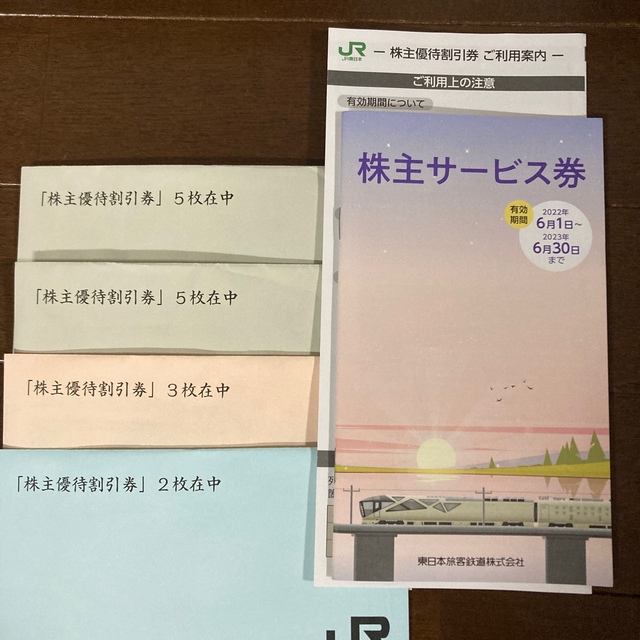 JR
JR東日本
― 株主優待割引券 ご利用案内 ―
ご利用上の注意
有効期間について
株主サービス券
有効
期間
2022年
6月1日～
2023年
6月30日
まで
東日本旅客鉄道株式会社
「株主優待割引券」５枚在中
「株主優待割引券」５枚在中
「株主優待割引券」３枚在中
「株主優待割引券」２枚在中
JR